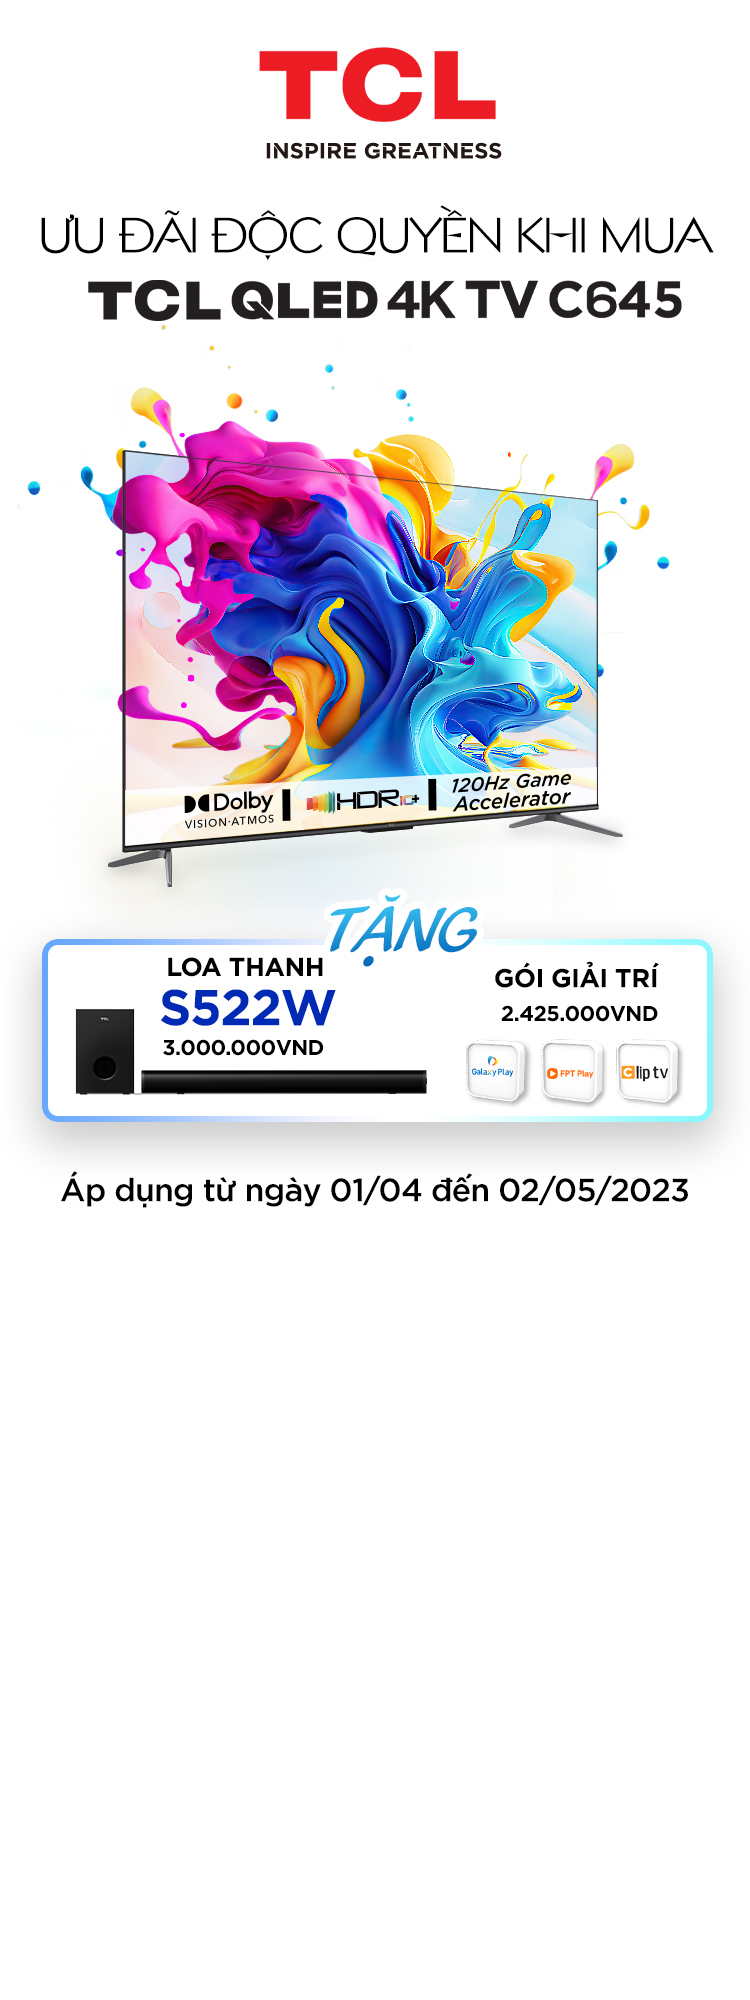 TCL
INSPIRE GREATNESS
ƯU ĐÃI ĐỘC QUYỀN KHI MUA
TCL QLED 4K TV C645
Dolby
VISION·ATMOS
HDR10+
120Hz Game
Accelerator
TẶNG
LOA THANH
S522W
3.000.000VND
TCL
GÓI GIẢI TRÍ
2.425.000VND
Galaxy Play
FPT Play
Clip tv
Áp dụng từ ngày 01/04 đến 02/05/2023